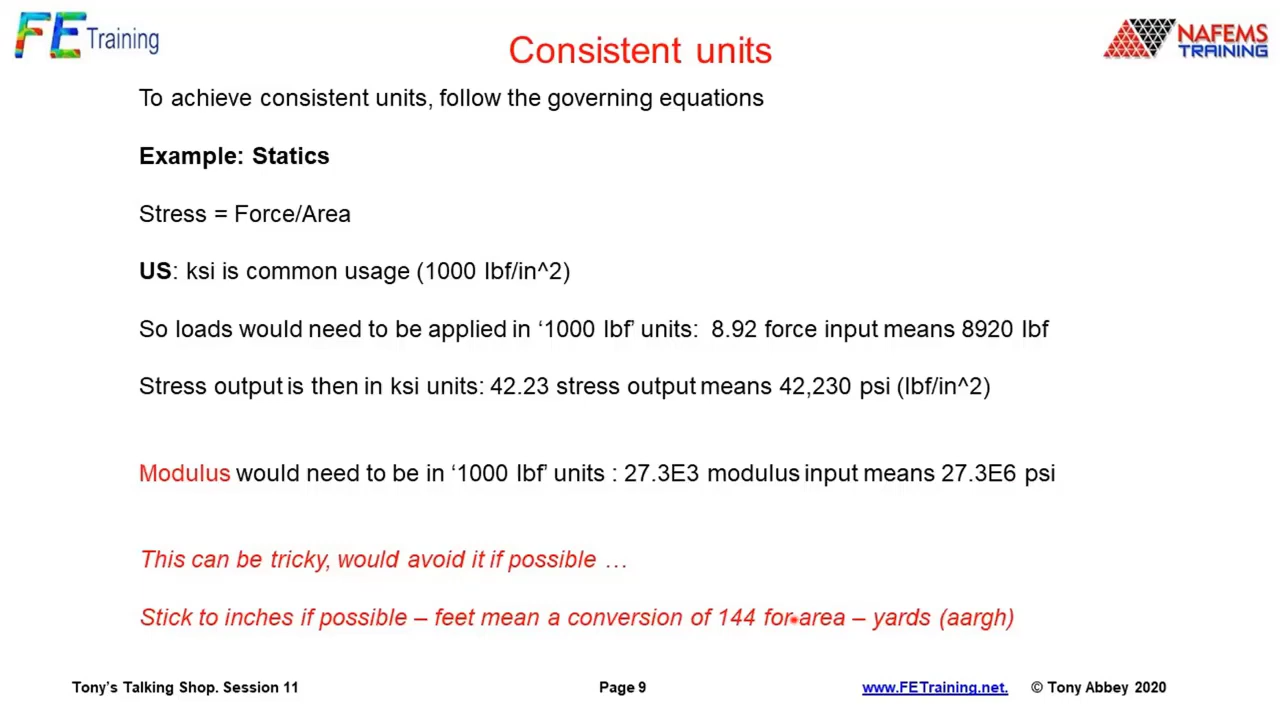 FE Training
NAFEMS
TRAINING
Consistent units
To achieve consistent units, follow the governing equations
Example: Statics
Stress = Force/Area
US: ksi is common usage (1000 lbf/in^2)
So loads would need to be applied in ‘1000 lbf’ units: 8.92 force input means 8920 lbf
Stress output is then in ksi units: 42.23 stress output means 42,230 psi (lbf/in^2)
Modulus would need to be in ‘1000 lbf’ units : 27.3E3 modulus input means 27.3E6 psi
This can be tricky, would avoid it if possible …
Stick to inches if possible – feet mean a conversion of 144 for area – yards (aargh)
Tony’s Talking Shop. Session 11 Page 9 www.FETraining.net. © Tony Abbey 2020